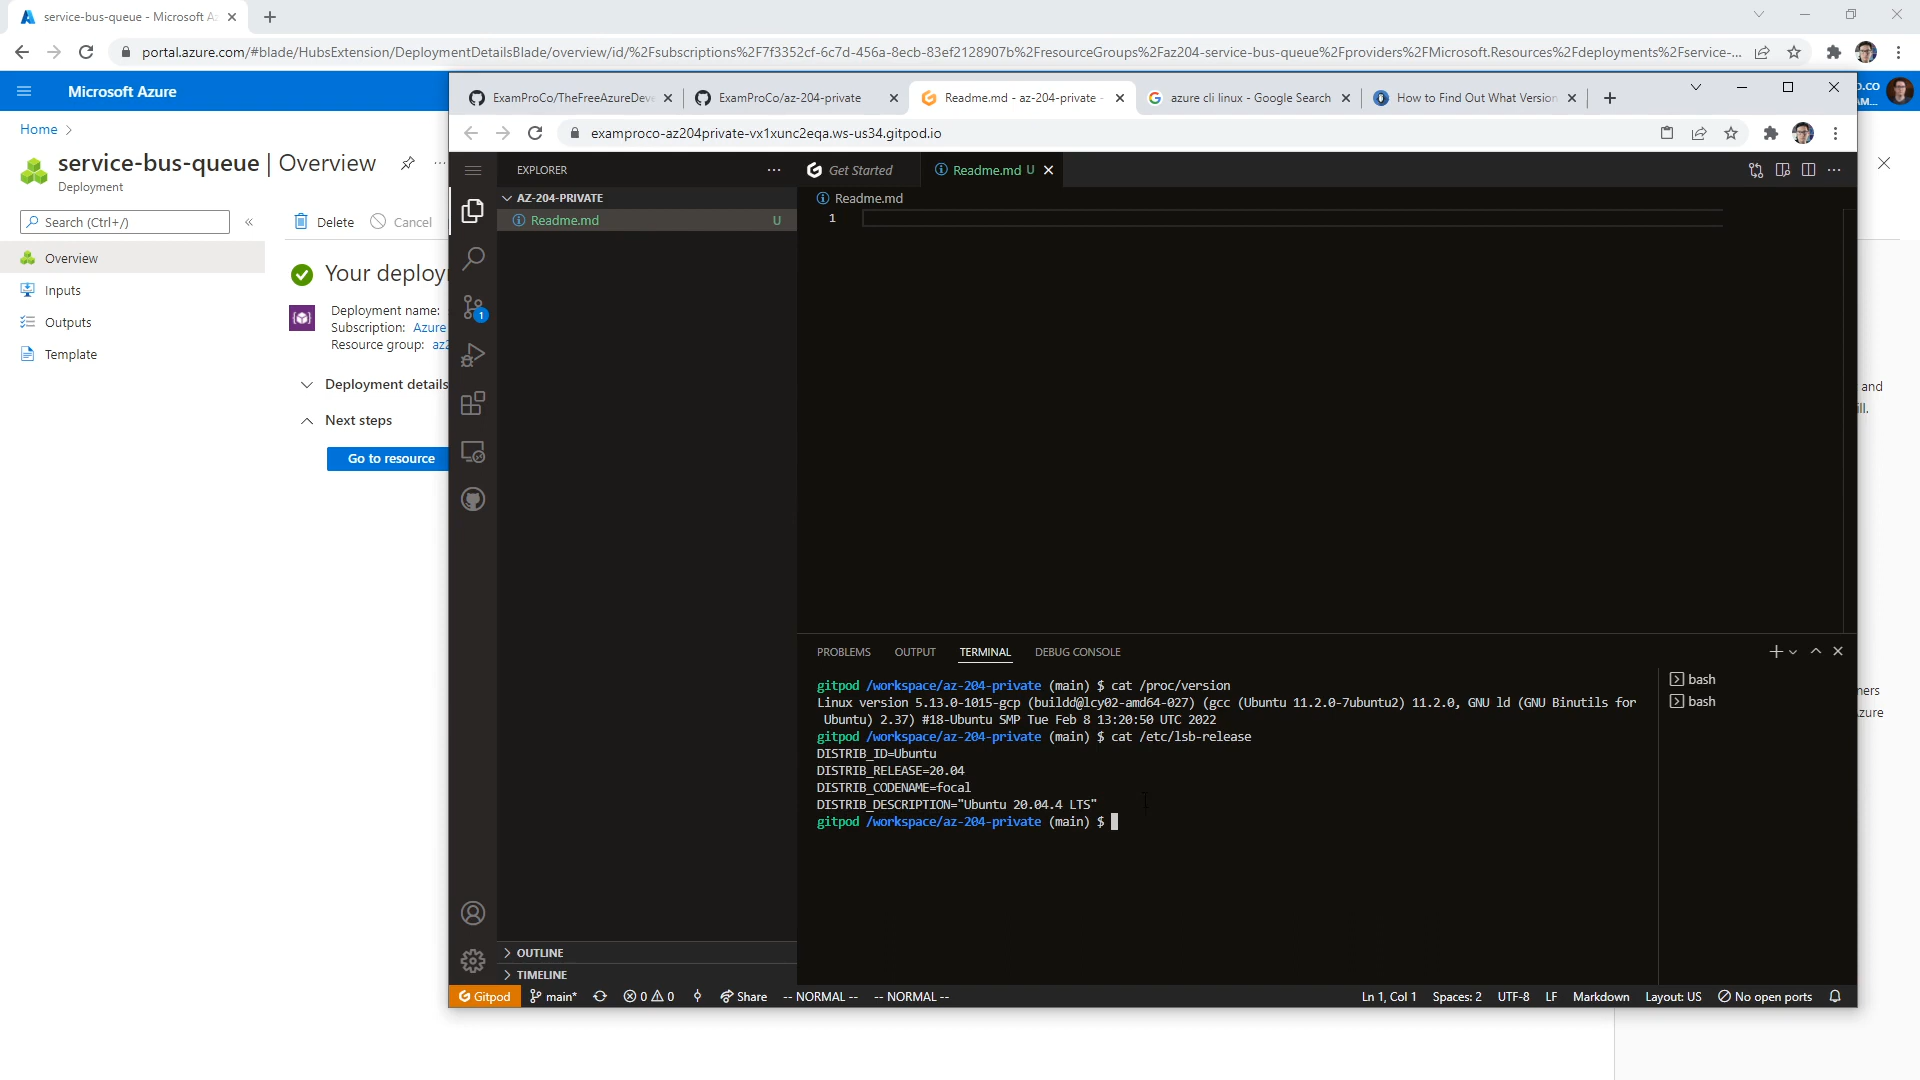 service-bus-queue - Microsoft A
portal.azure.com/#blade/HubsExtension/DeploymentDetailsBlade/overview/id/%2Fsubscriptions%2F7f3352cf-6c7d-456a-8ecb-83ef2128907b%2FresourceGroups%2Faz204-service-bus-queue%2Fproviders%2FMicrosoft.Resources%2Fdeployments%2Fservice-...
Microsoft Azure
Home
service-bus-queue | Overview
Deployment
Search (Ctrl+/)
Delete
Cancel
Overview
Inputs
Outputs
Template
Your deploy
Deployment name:
Subscription: Azure
Resource group: az2
Deployment details
Next steps
Go to resource
ExamProCo/TheFreeAzureDeve
ExamProCo/az-204-private
Readme.md - az-204-private -
azure cli linux - Google Search
How to Find Out What Version
examproco-az204private-vx1xunc2eqa.ws-us34.gitpod.io
EXPLORER
AZ-204-PRIVATE
Readme.md U
Get Started
Readme.md U
Readme.md
1
1
PROBLEMS
OUTPUT
TERMINAL
DEBUG CONSOLE
gitpod /workspace/az-204-private (main) $ cat /proc/version
Linux version 5.13.0-1015-gcp (buildd@lcy02-amd64-027) (gcc (Ubuntu 11.2.0-7ubuntu2) 11.2.0, GNU ld (GNU Binutils for
Ubuntu) 2.37) #18-Ubuntu SMP Tue Feb 8 13:20:50 UTC 2022
gitpod /workspace/az-204-private (main) $ cat /etc/lsb-release
DISTRIB_ID=Ubuntu
DISTRIB_RELEASE=20.04
DISTRIB_CODENAME=focal
DISTRIB_DESCRIPTION="Ubuntu 20.04.4 LTS"
gitpod /workspace/az-204-private (main) $
bash
bash
OUTLINE
TIMELINE
Gitpod
main*
0
0
Share
-- NORMAL --
-- NORMAL --
Ln 1, Col 1
Spaces: 2
UTF-8
LF
Markdown
Layout: US
No open ports
o.co
AM...
and
ill.
ners
zure